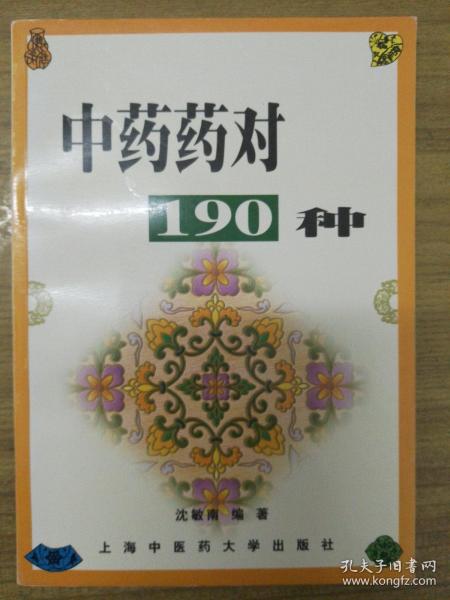 中药药对
190 种
沈敏南 编著
上海中医药大学出版社
孔夫子旧书网
www.kongfz.com